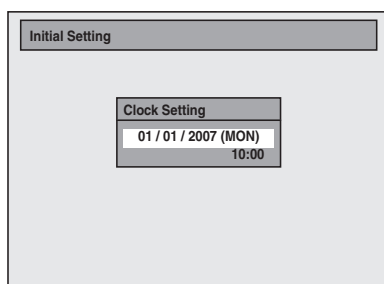 Initial Setting
Clock Setting
01 / 01 / 2007 (MON)
10:00